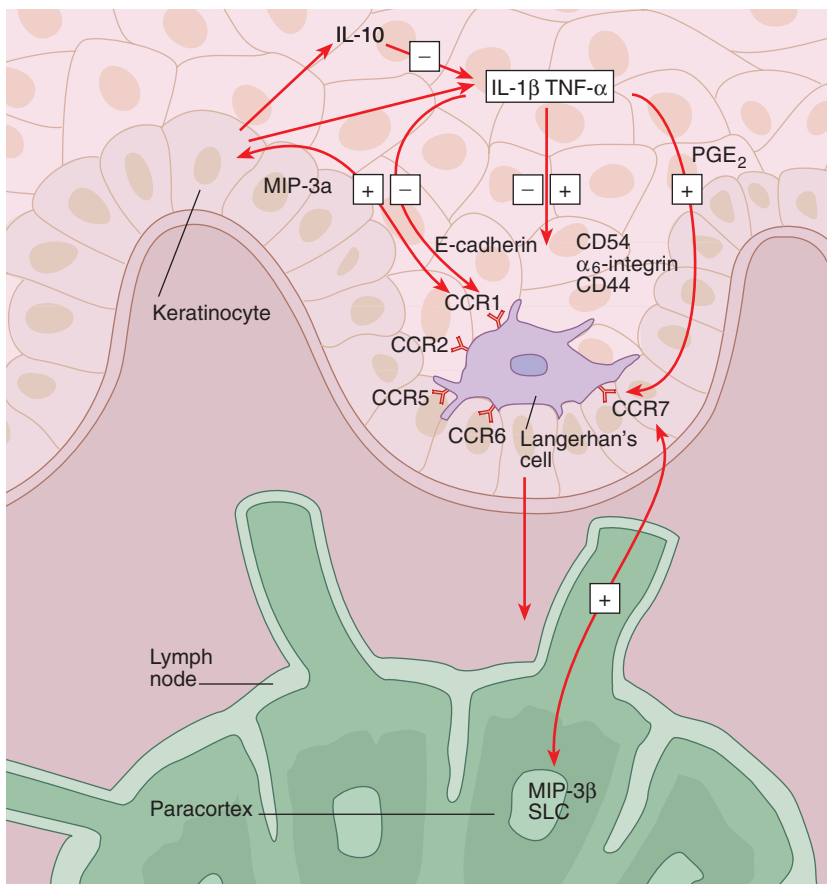 IL-10
−
IL-1β TNF-α
PGE₂
MIP-3a
+
−
−
+
+
E-cadherin
CD54
α₆-integrin
CD44
CCR1
Keratinocyte
CCR2
CCR5
CCR7
CCR6
Langerhan's
cell
+
Lymph
node
MIP-3β
SLC
Paracortex